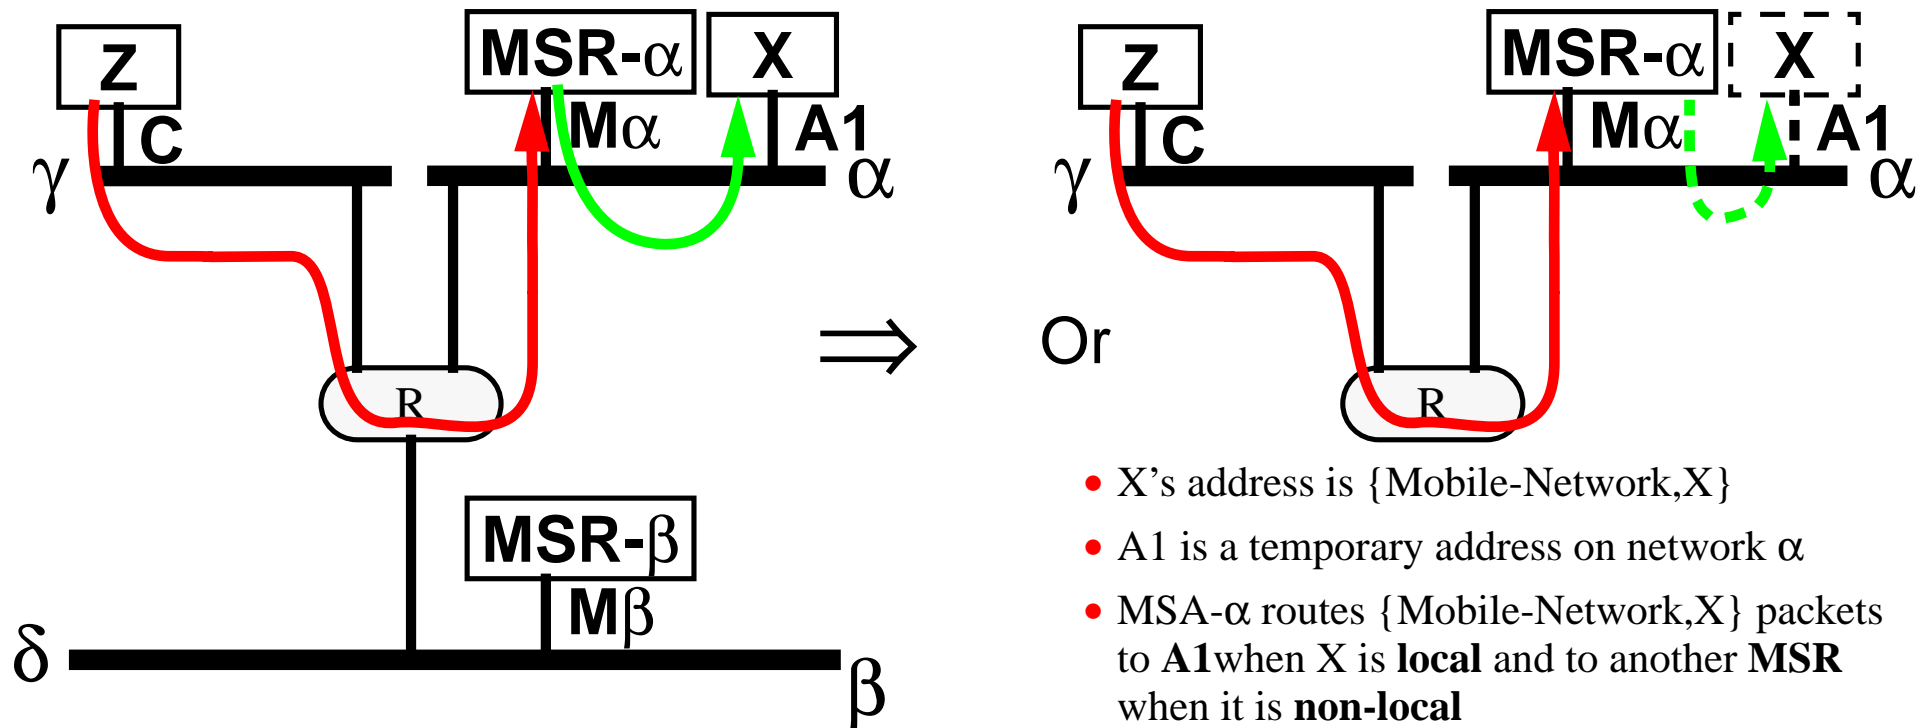 Z
MSR-α
X
C
Mα
A1
γ
α
R
MSR-β
Mβ
δ
β
⇒
Or
Z
MSR-α
X
C
Mα
A1
γ
α
R
• X’s address is {Mobile-Network,X}
• A1 is a temporary address on network α
• MSA-α routes {Mobile-Network,X} packets
to A1when X is local and to another MSR
when it is non-local